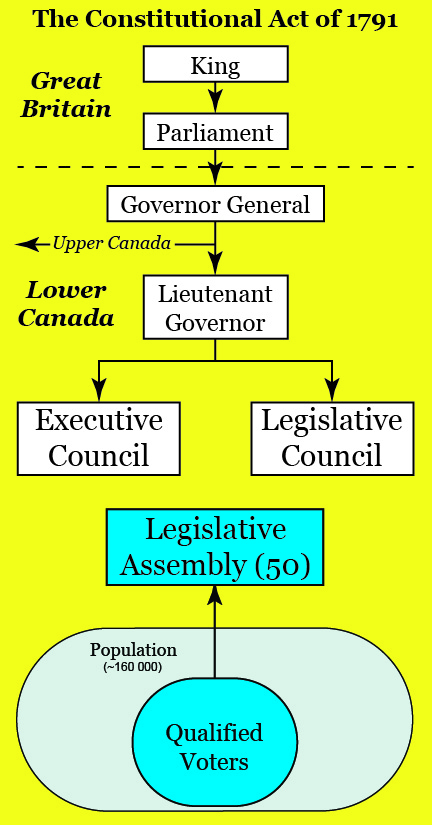 The Constitutional Act of 1791
King
Great
Britain
Parliament
Governor General
Upper Canada
Lower
Canada
Lieutenant
Governor
Executive
Council
Legislative
Council
Legislative
Assembly (50)
Population
(~160 000)
Qualified
Voters